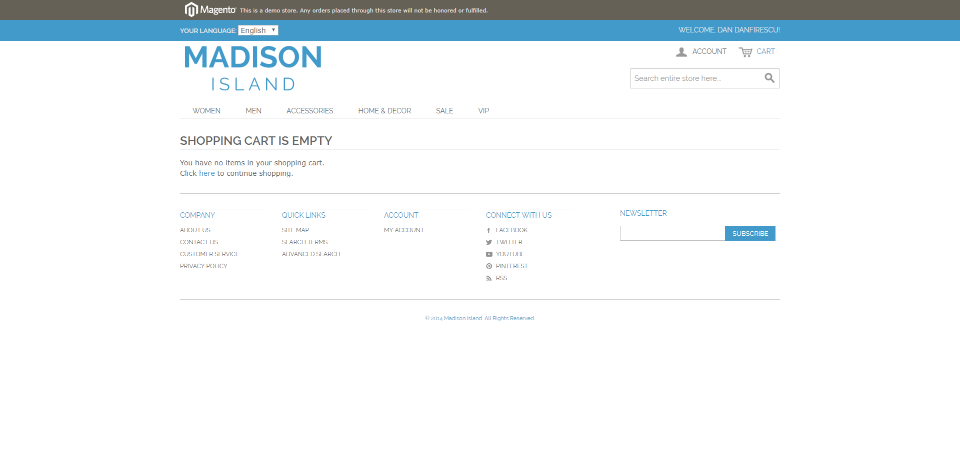 Magento This is a demo store. Any orders placed through this store will not be honored or fulfilled.
YOUR LANGUAGE: English WELCOME, DAN DANFIRESCU!
MADISON
ISLAND
ACCOUNT CART
Search entire store here...
WOMEN MEN ACCESSORIES HOME & DECOR SALE VIP
SHOPPING CART IS EMPTY
You have no items in your shopping cart.
Click here to continue shopping.
COMPANY
ABOUT US
CONTACT US
CUSTOMER SERVICE
PRIVACY POLICY
QUICK LINKS
SITE MAP
SEARCH TERMS
ADVANCED SEARCH
ACCOUNT
MY ACCOUNT
CONNECT WITH US
FACEBOOK
TWITTER
YOUTUBE
PINTEREST
RSS
NEWSLETTER
SUBSCRIBE
© 2014 Madison Island. All Rights Reserved.